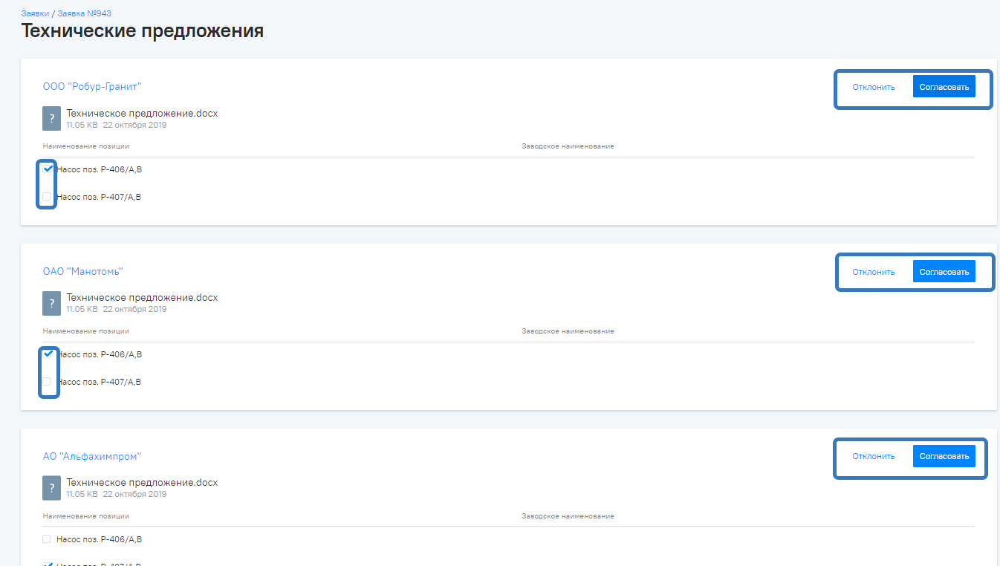 Заявки / Заявка №943
Технические предложения
ООО "Робур-Гранит"
Отклонить
Согласовать
?
Техническое предложение.docx
11.05 KB 22 октября 2019
Наименование позиции
Заводское наименование
Насос поз. Р-406/А,В
Насос поз. Р-407/А,В
ОАО "Манотомь"
Отклонить
Согласовать
?
Техническое предложение.docx
11.05 KB 22 октября 2019
Наименование позиции
Заводское наименование
Насос поз. Р-406/А,В
Насос поз. Р-407/А,В
АО "Альфахимпром"
Отклонить
Согласовать
?
Техническое предложение.docx
11.05 KB 22 октября 2019
Наименование позиции
Заводское наименование
Насос поз. Р-406/А,В
Насос поз. Р-407/А,В